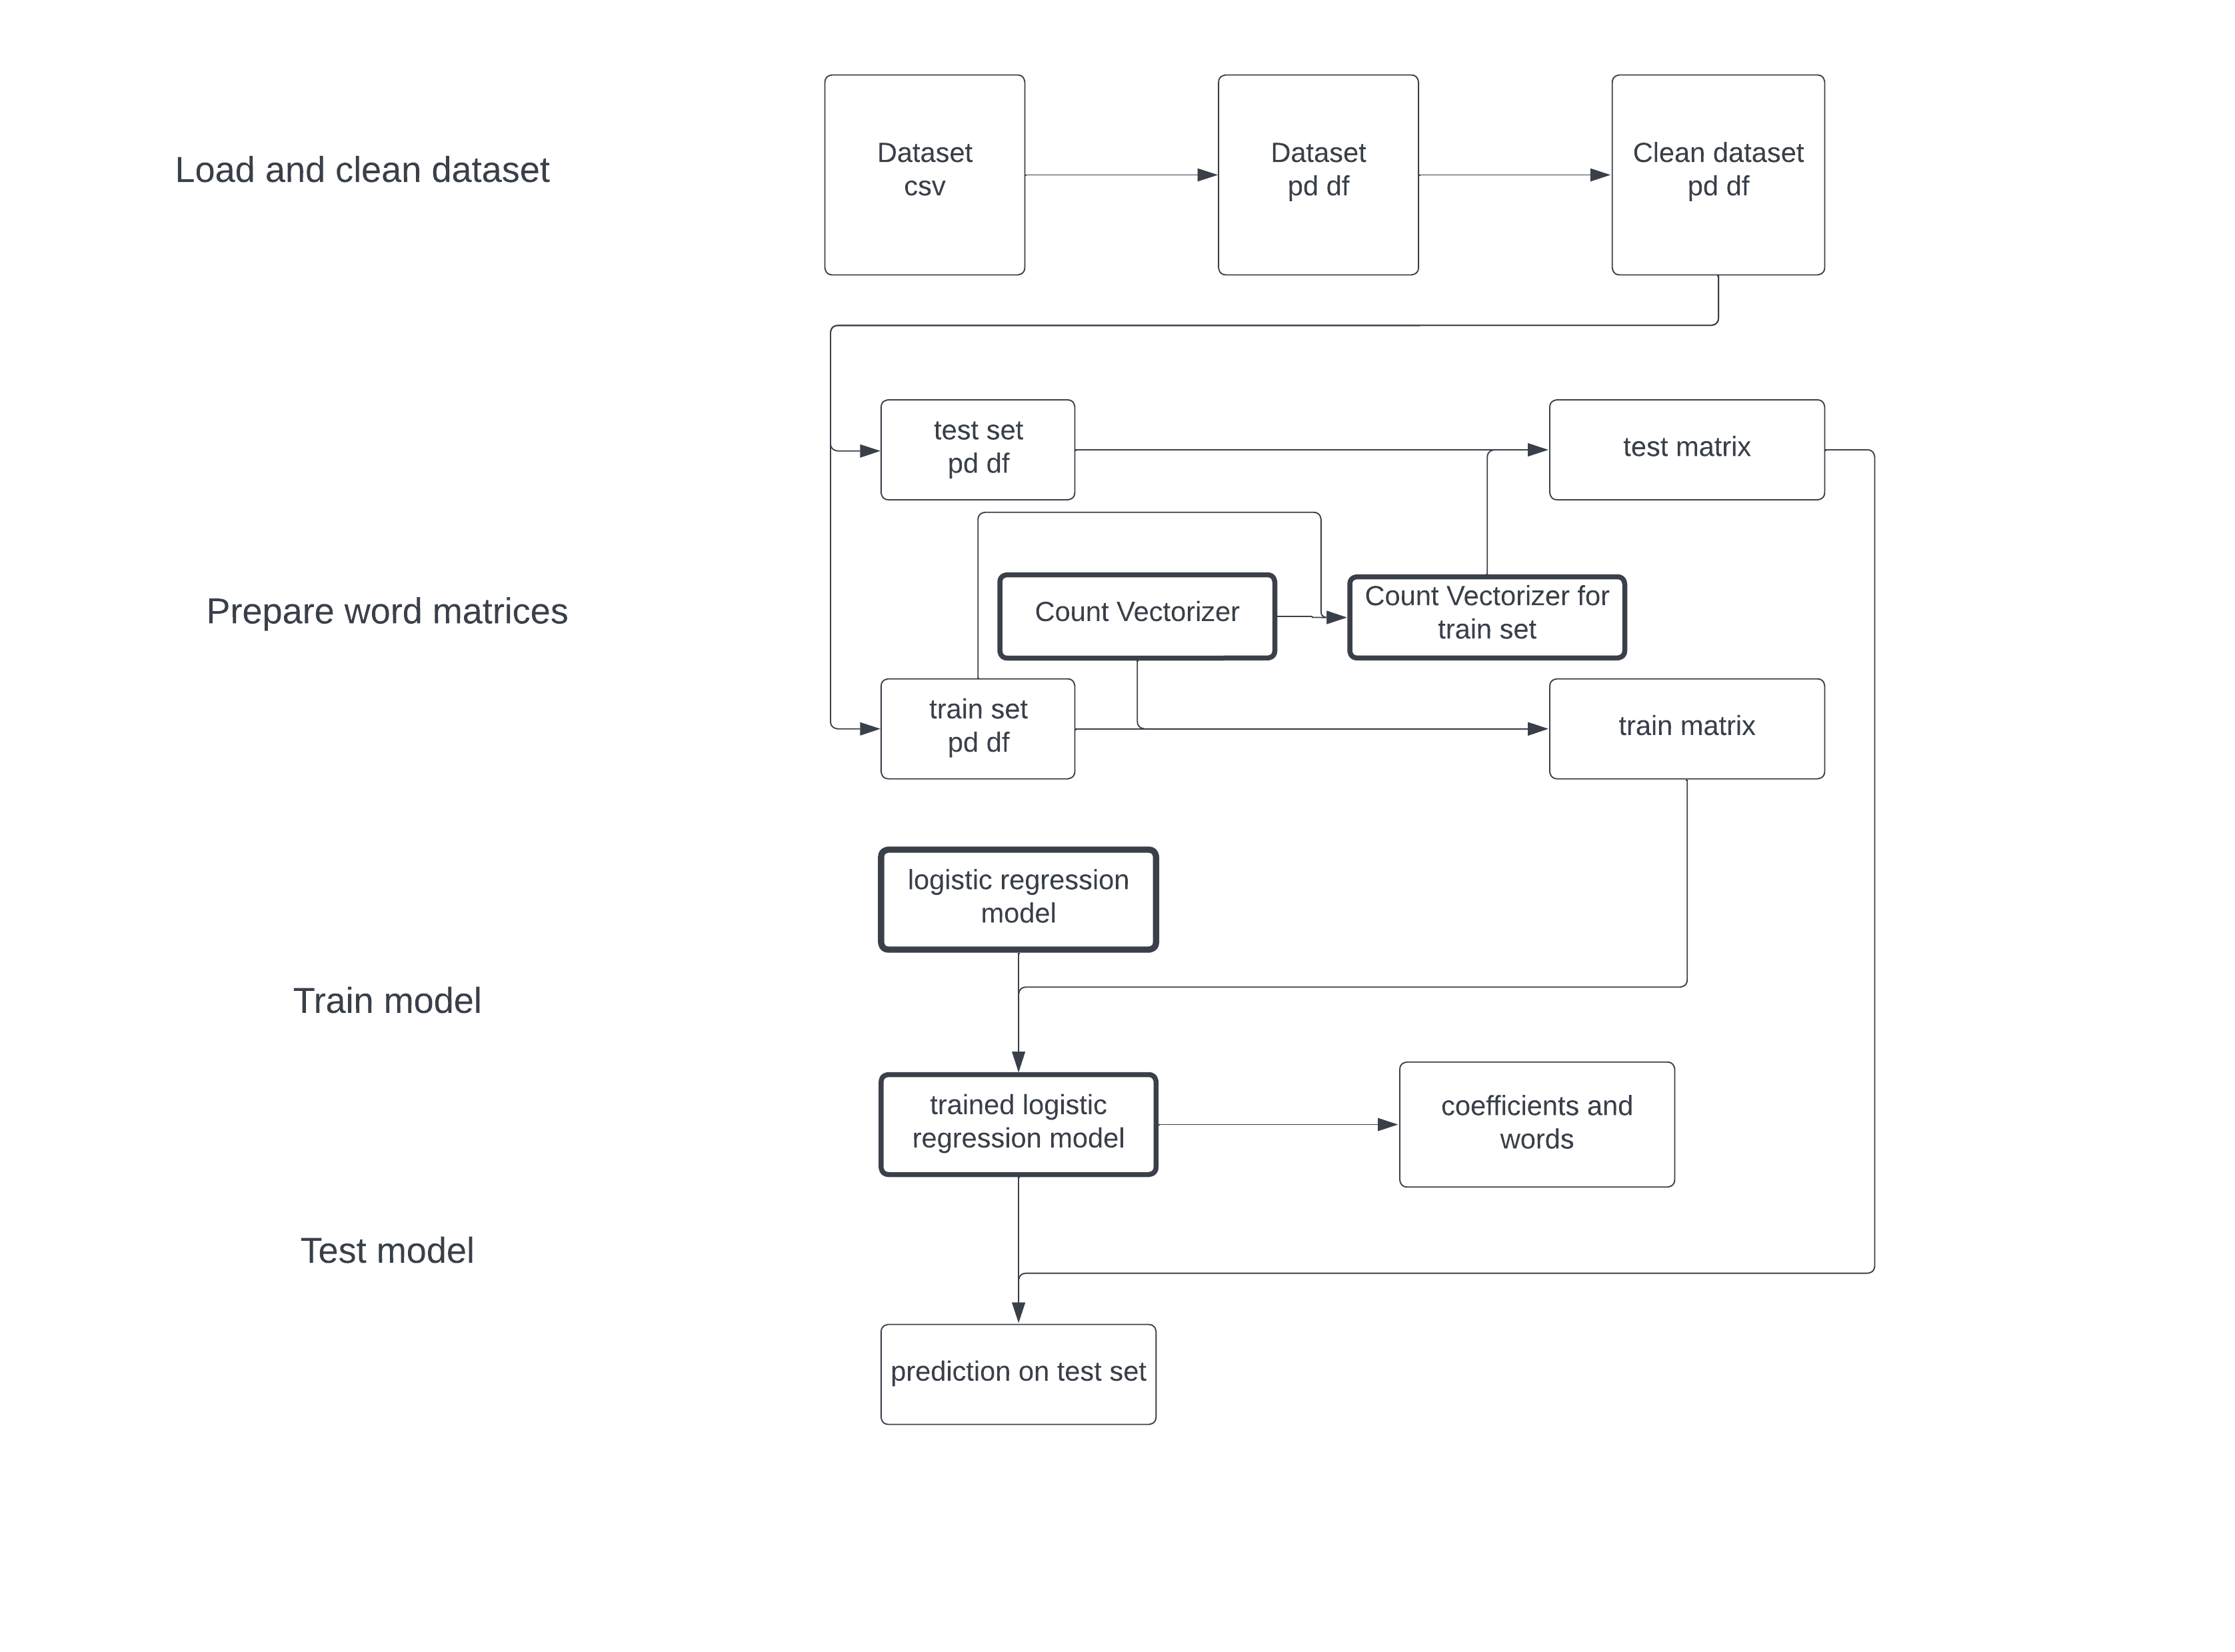 Load and clean dataset
Dataset
csv
Dataset
pd df
Clean dataset
pd df
test set
pd df
test matrix
Prepare word matrices
Count Vectorizer
Count Vectorizer for
train set
train set
pd df
train matrix
logistic regression
model
Train model
trained logistic
regression model
coefficients and
words
Test model
prediction on test set